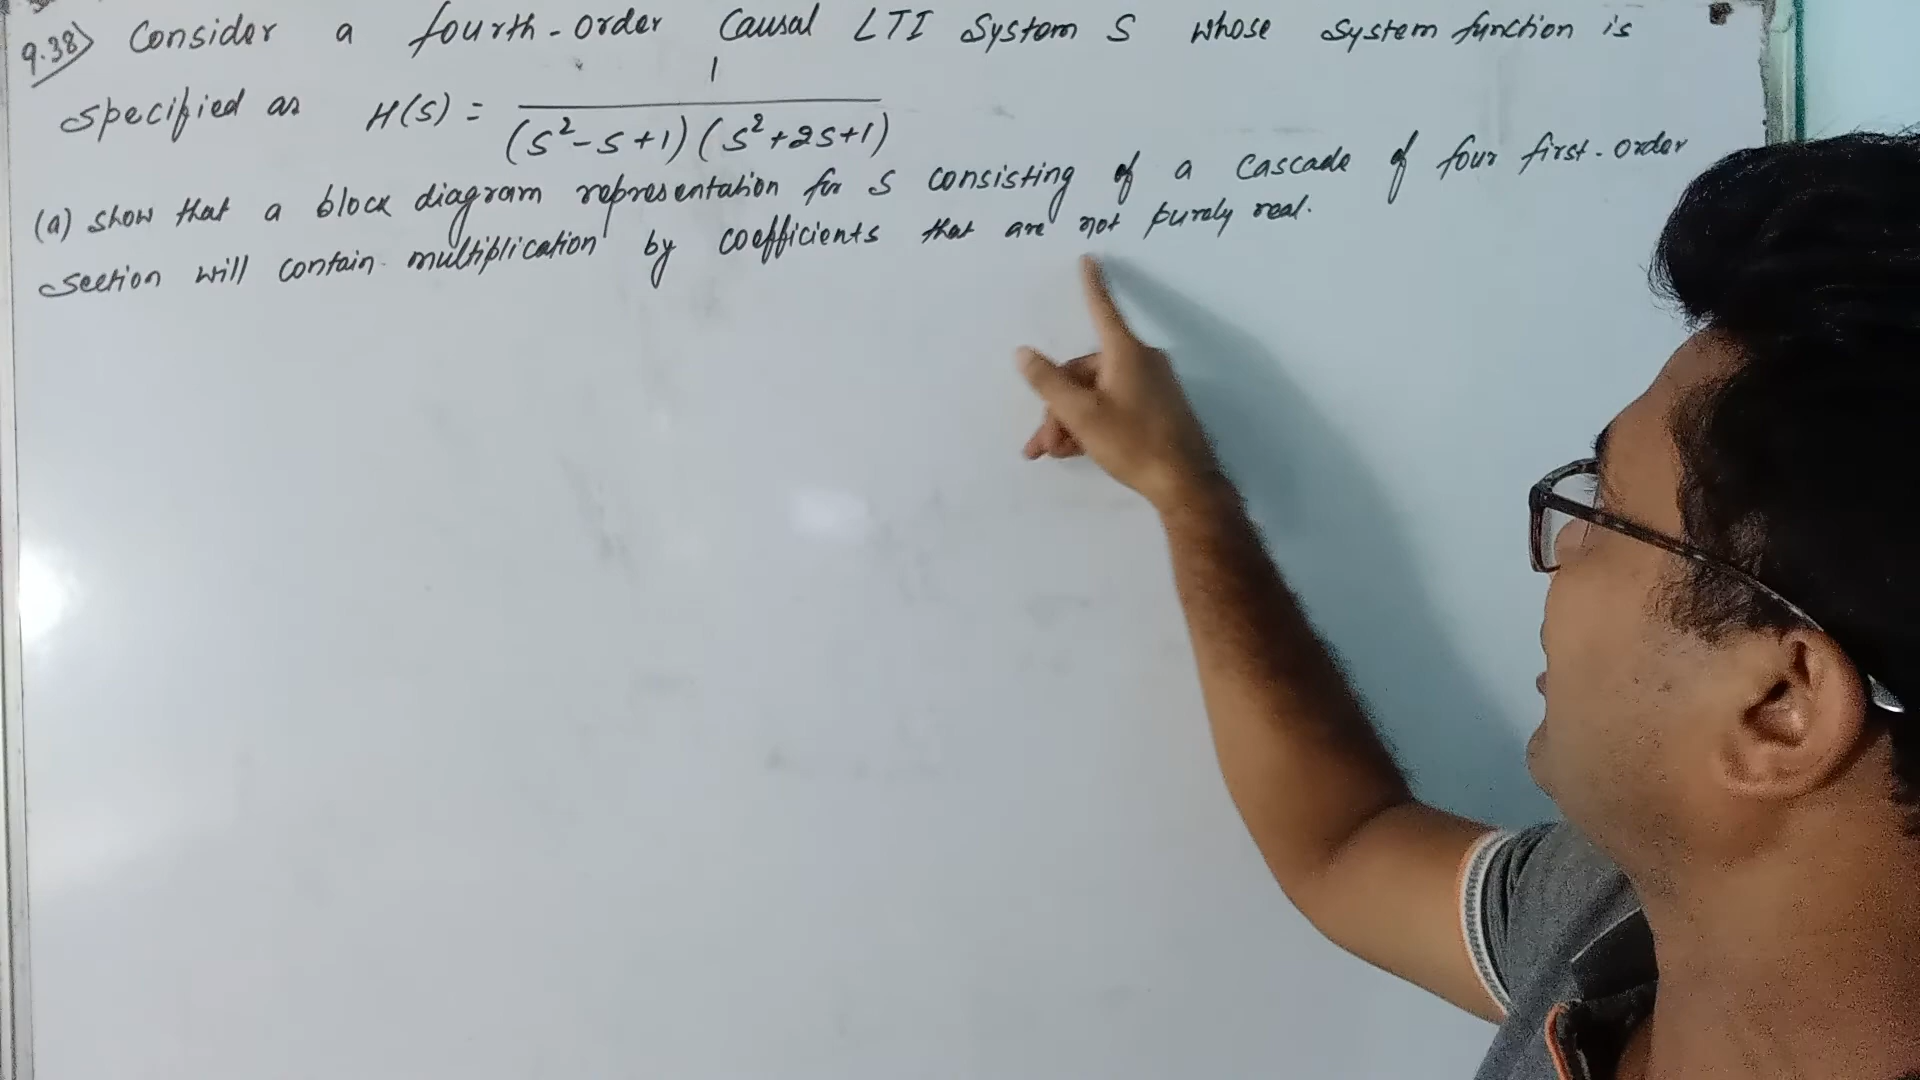 9.38) Consider a fourth-order Causal LTI System S whose system function is
specified as H(s) = 1 / (s²-s+1)(s²+2s+1)
(a) show that a block diagram representation for S consisting of a cascade of four first-order
section will contain multiplication by coefficients that are not purely real.